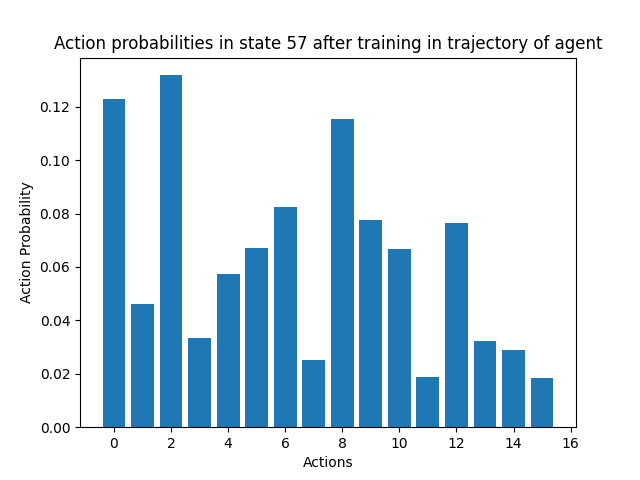 Action probabilities in state 57 after training in trajectory of agent
0.12
0.10
0.08
0.06
0.04
0.02
0.00
Action Probability
0 2 4 6 8 10 12 14 16
Actions